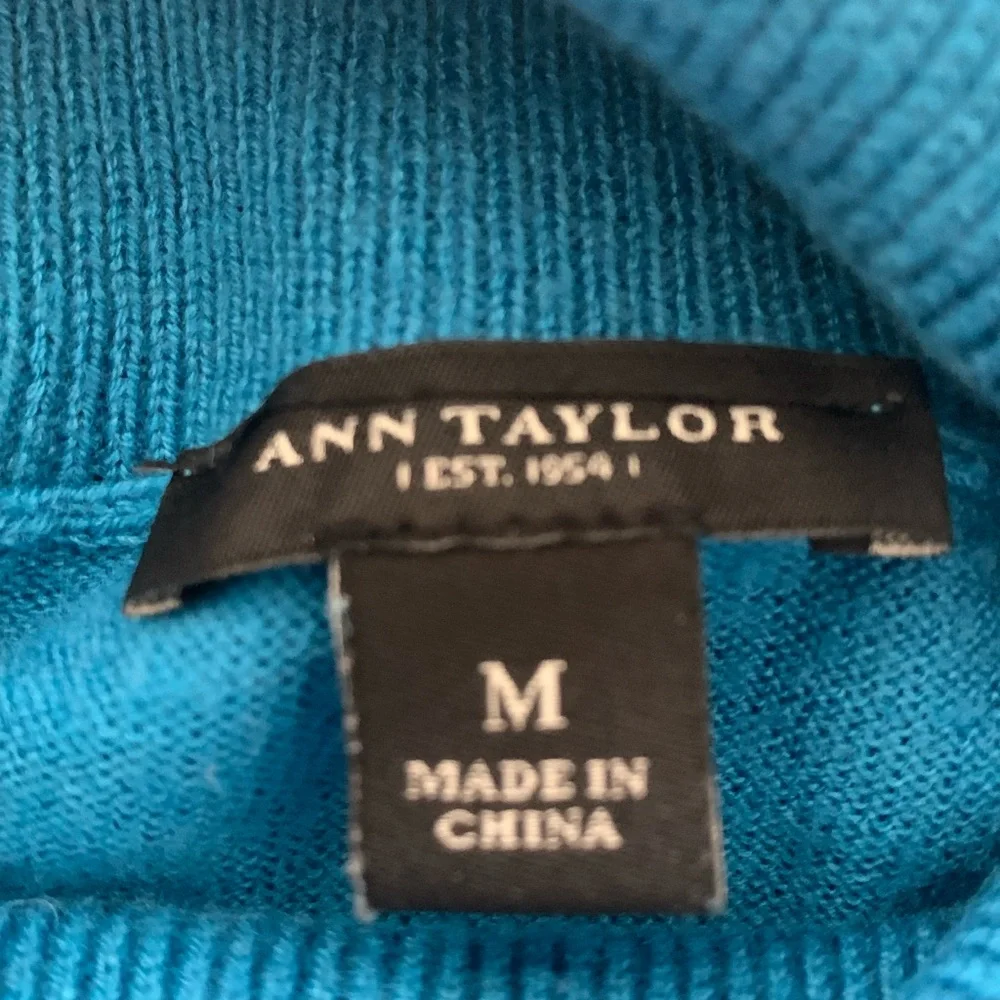 ANN TAYLOR
| EST. 1954 |
M
MADE IN
CHINA